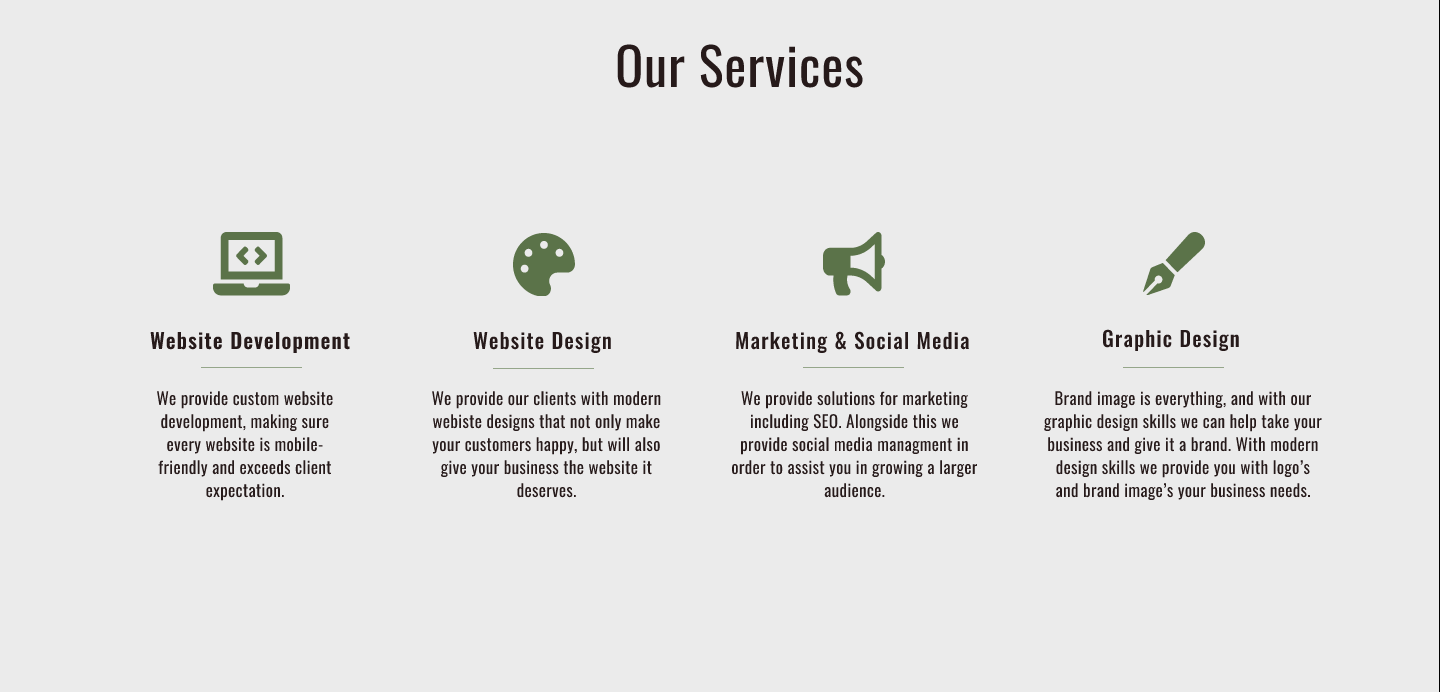 Our Services
Website Development
We provide custom website
development, making sure
every website is mobile-
friendly and exceeds client
expectation.
Website Design
We provide our clients with modern
webiste designs that not only make
your customers happy, but will also
give your business the website it
deserves.
Marketing & Social Media
We provide solutions for marketing
including SEO. Alongside this we
provide social media managment in
order to assist you in growing a larger
audience.
Graphic Design
Brand image is everything, and with our
graphic design skills we can help take your
business and give it a brand. With modern
design skills we provide you with logo’s
and brand image’s your business needs.